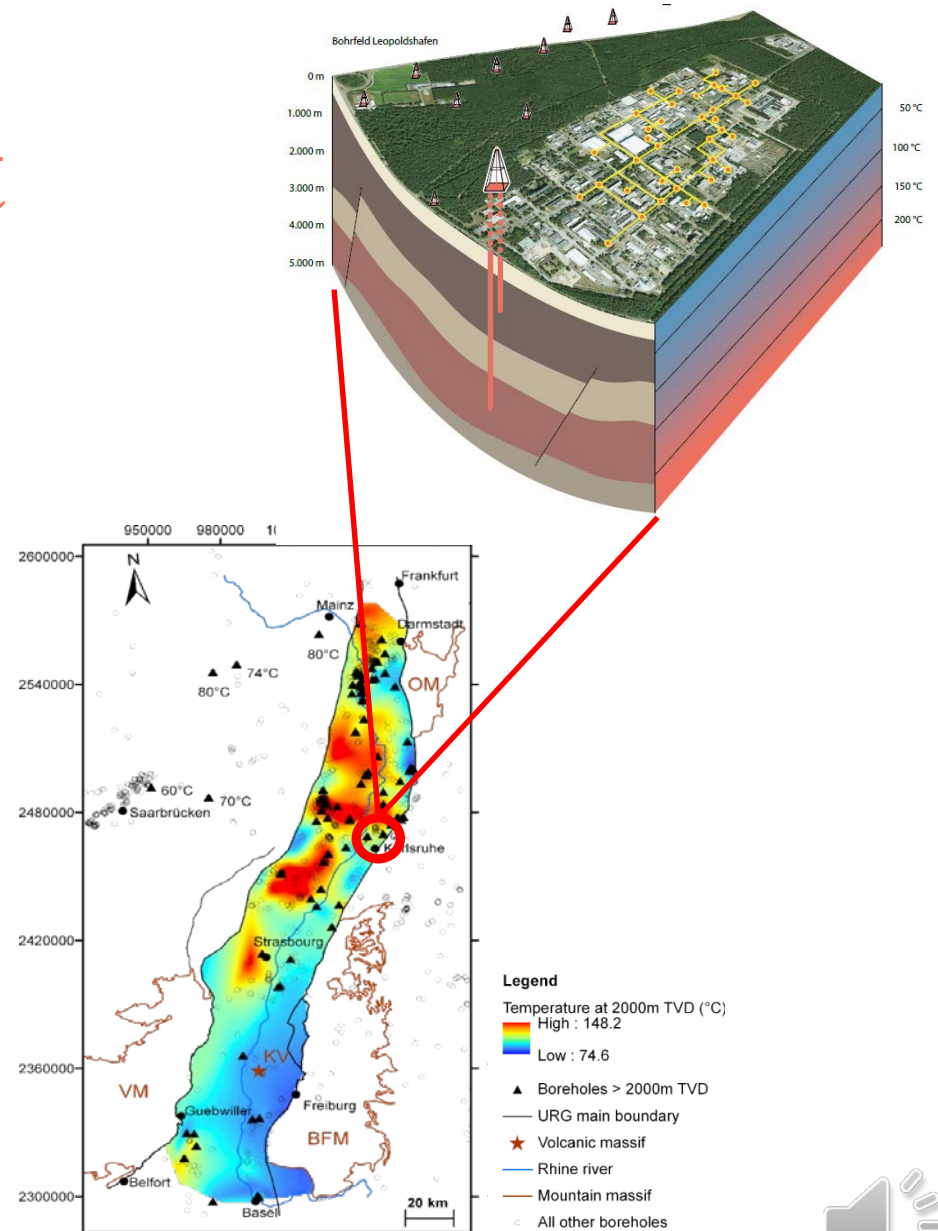 Bohrfeld Leopoldshafen
0 m
1.000 m
2.000 m
3.000 m
4.000 m
5.000 m
50 °C
100 °C
150 °C
200 °C
950000 980000
2600000
2540000
2480000
2420000
2360000
2300000
N
Frankfurt
Mainz
Darmstadt
80°C
74°C
80°C
OM
60°C
70°C
Saarbrücken
Karlsruhe
Strasbourg
KV
VM
Guebwiller
Freiburg
BFM
Belfort
Basel
20 km
Legend
Temperature at 2000m TVD (°C)
High : 148.2
Low : 74.6
Boreholes > 2000m TVD
URG main boundary
Volcanic massif
Rhine river
Mountain massif
All other boreholes